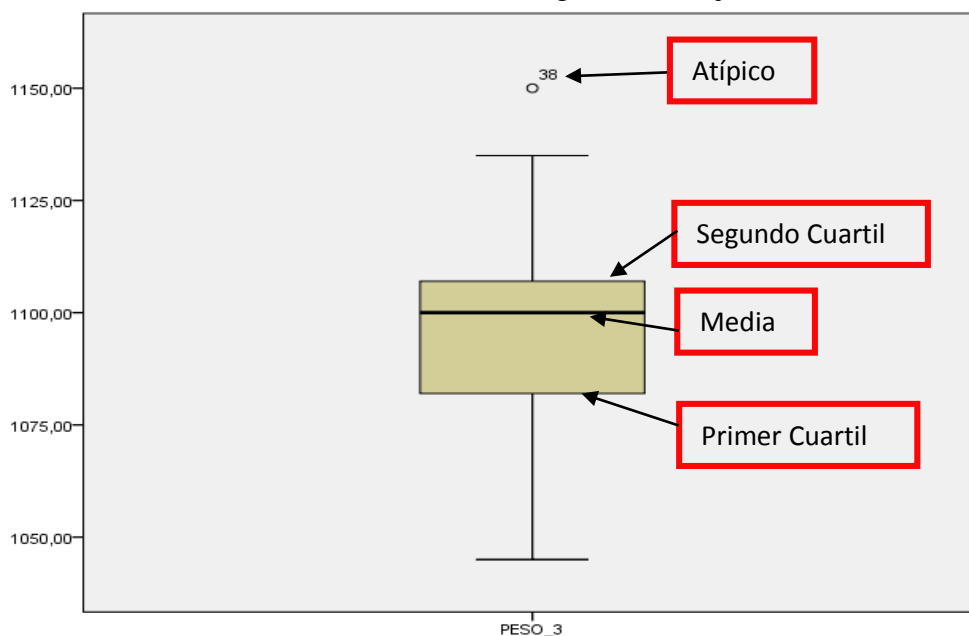 38
Atípico
1150,00
1125,00
Segundo Cuartil
1100,00
Media
1075,00
Primer Cuartil
1050,00
PESO_3